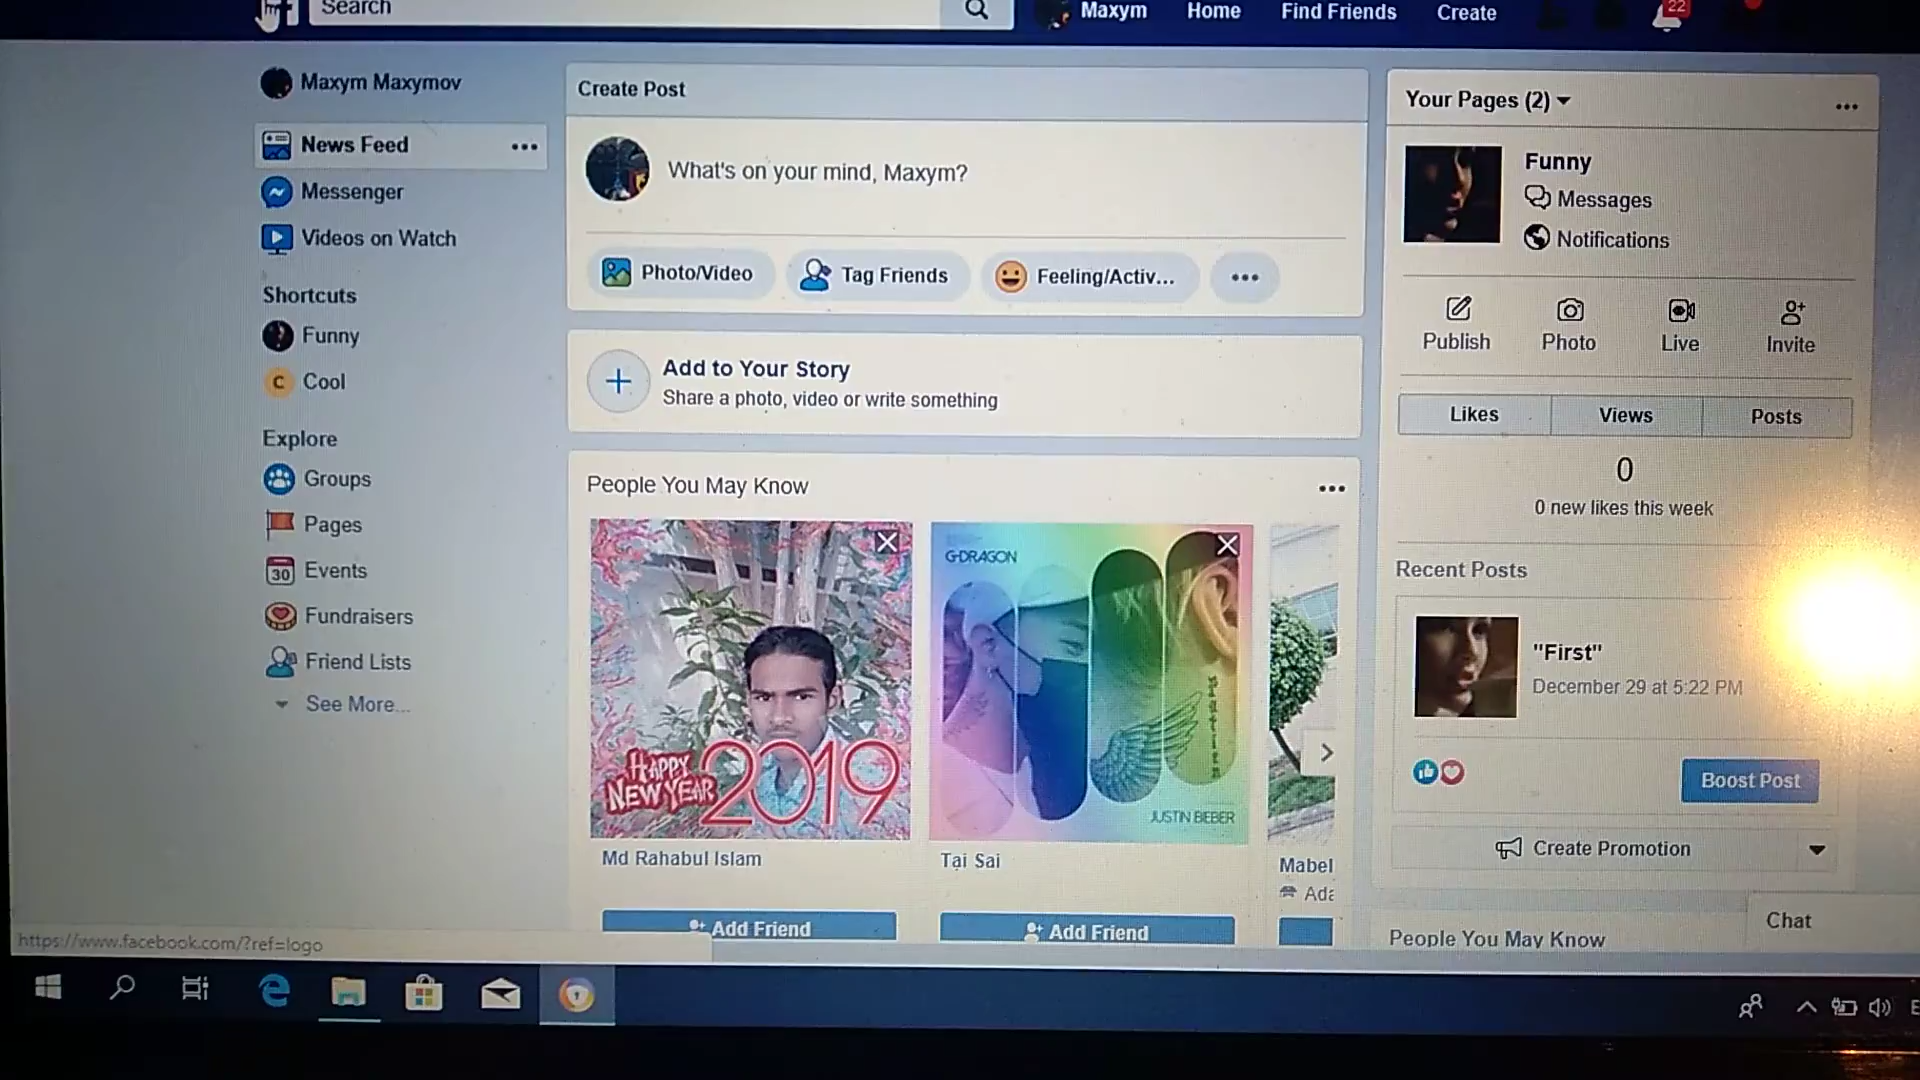 Search
Maxym
Home
Find Friends
Create
22
Maxym Maxymov
News Feed
Messenger
Videos on Watch
Shortcuts
Funny
C
Cool
Explore
Groups
Pages
30
Events
Fundraisers
Friend Lists
See More...
Create Post
What's on your mind, Maxym?
Photo/Video
Tag Friends
Feeling/Activ...
Add to Your Story
Share a photo, video or write something
People You May Know
HAPPY
NEW YEAR 2019
G-DRAGON
JUSTIN BEIBER
Md Rahabul Islam
Tai Sai
Mabel
Add Friend
Add Friend
Your Pages (2)
Funny
Messages
Notifications
Publish
Photo
Live
Invite
Likes
Views
Posts
0
0 new likes this week
Recent Posts
"First"
December 29 at 5:22 PM
Boost Post
Create Promotion
People You May Know
Chat
https://www.facebook.com/?ref=logo